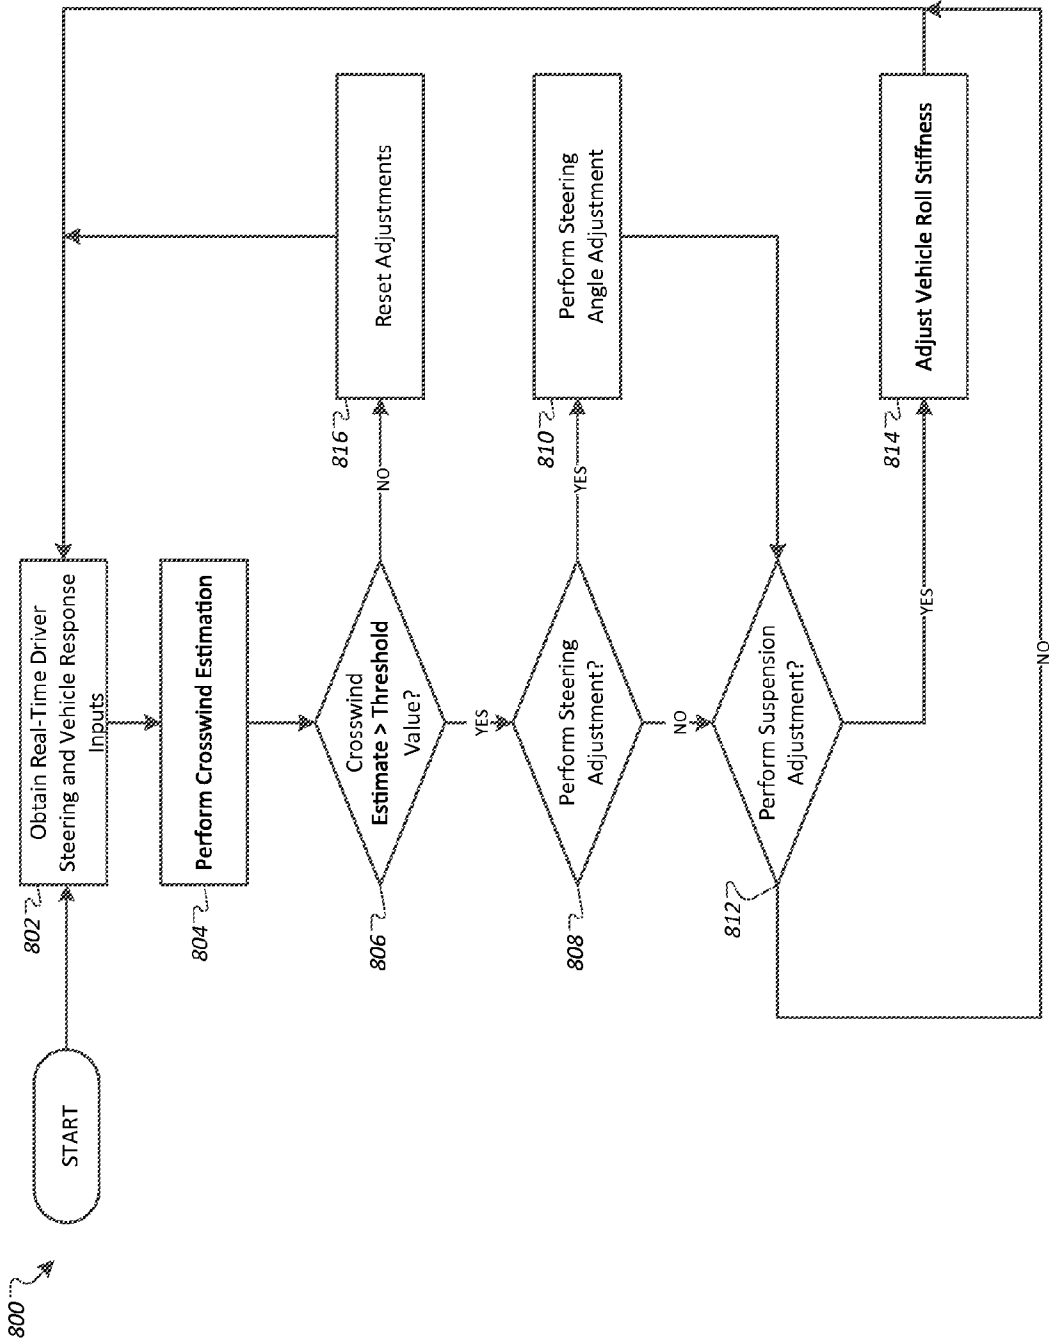 800
START
802
Obtain Real-Time Driver
Steering and Vehicle Response
Inputs
804
Perform Crosswind Estimation
806
Crosswind
Estimate > Threshold
Value?
NO
816
Reset Adjustments
YES
808
Perform Steering
Adjustment?
YES
810
Perform Steering
Angle Adjustment
NO
812
Perform Suspension
Adjustment?
YES
814
Adjust Vehicle Roll Stiffness
NO